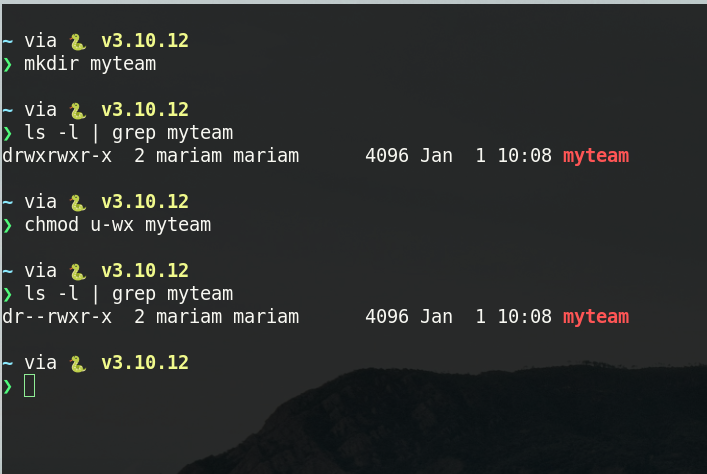 ~ via 🐍 v3.10.12
❯ mkdir myteam
~ via 🐍 v3.10.12
❯ ls -l | grep myteam
drwxrwxr-x  2 mariam mariam      4096 Jan  1 10:08 myteam
~ via 🐍 v3.10.12
❯ chmod u-wx myteam
~ via 🐍 v3.10.12
❯ ls -l | grep myteam
dr--rwxr-x  2 mariam mariam      4096 Jan  1 10:08 myteam
~ via 🐍 v3.10.12
❯